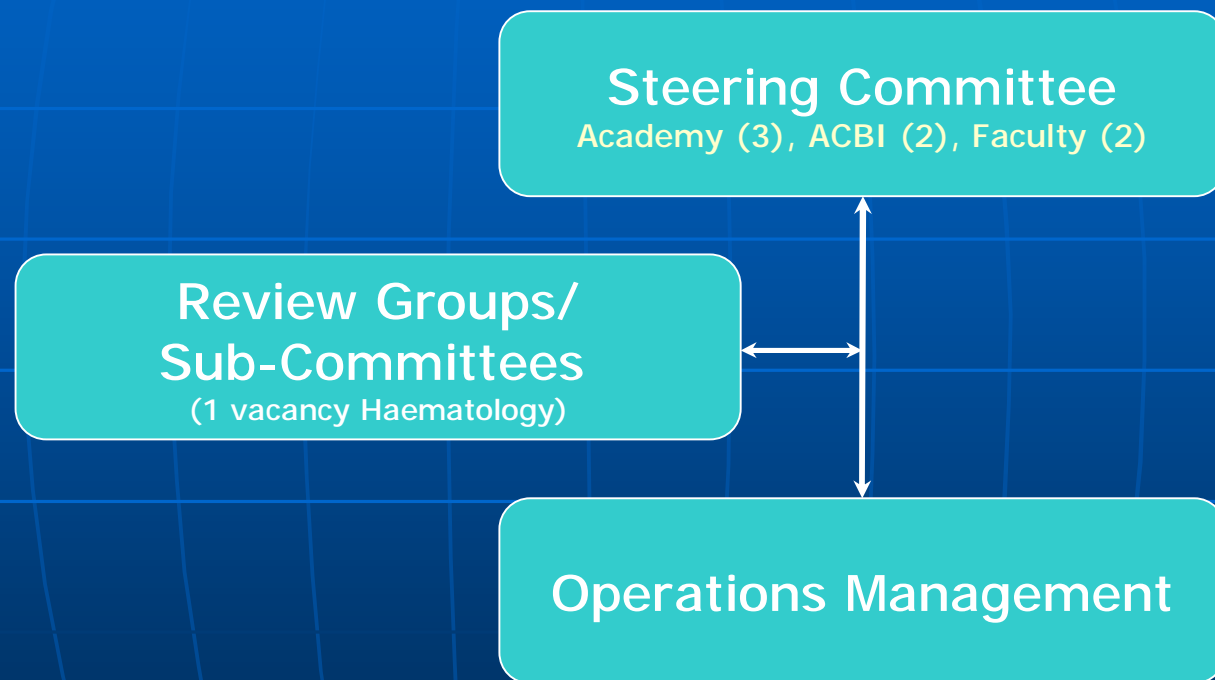 Steering Committee
Academy (3), ACBI (2), Faculty (2)
Review Groups/
Sub-Committees
(1 vacancy Haematology)
Operations Management